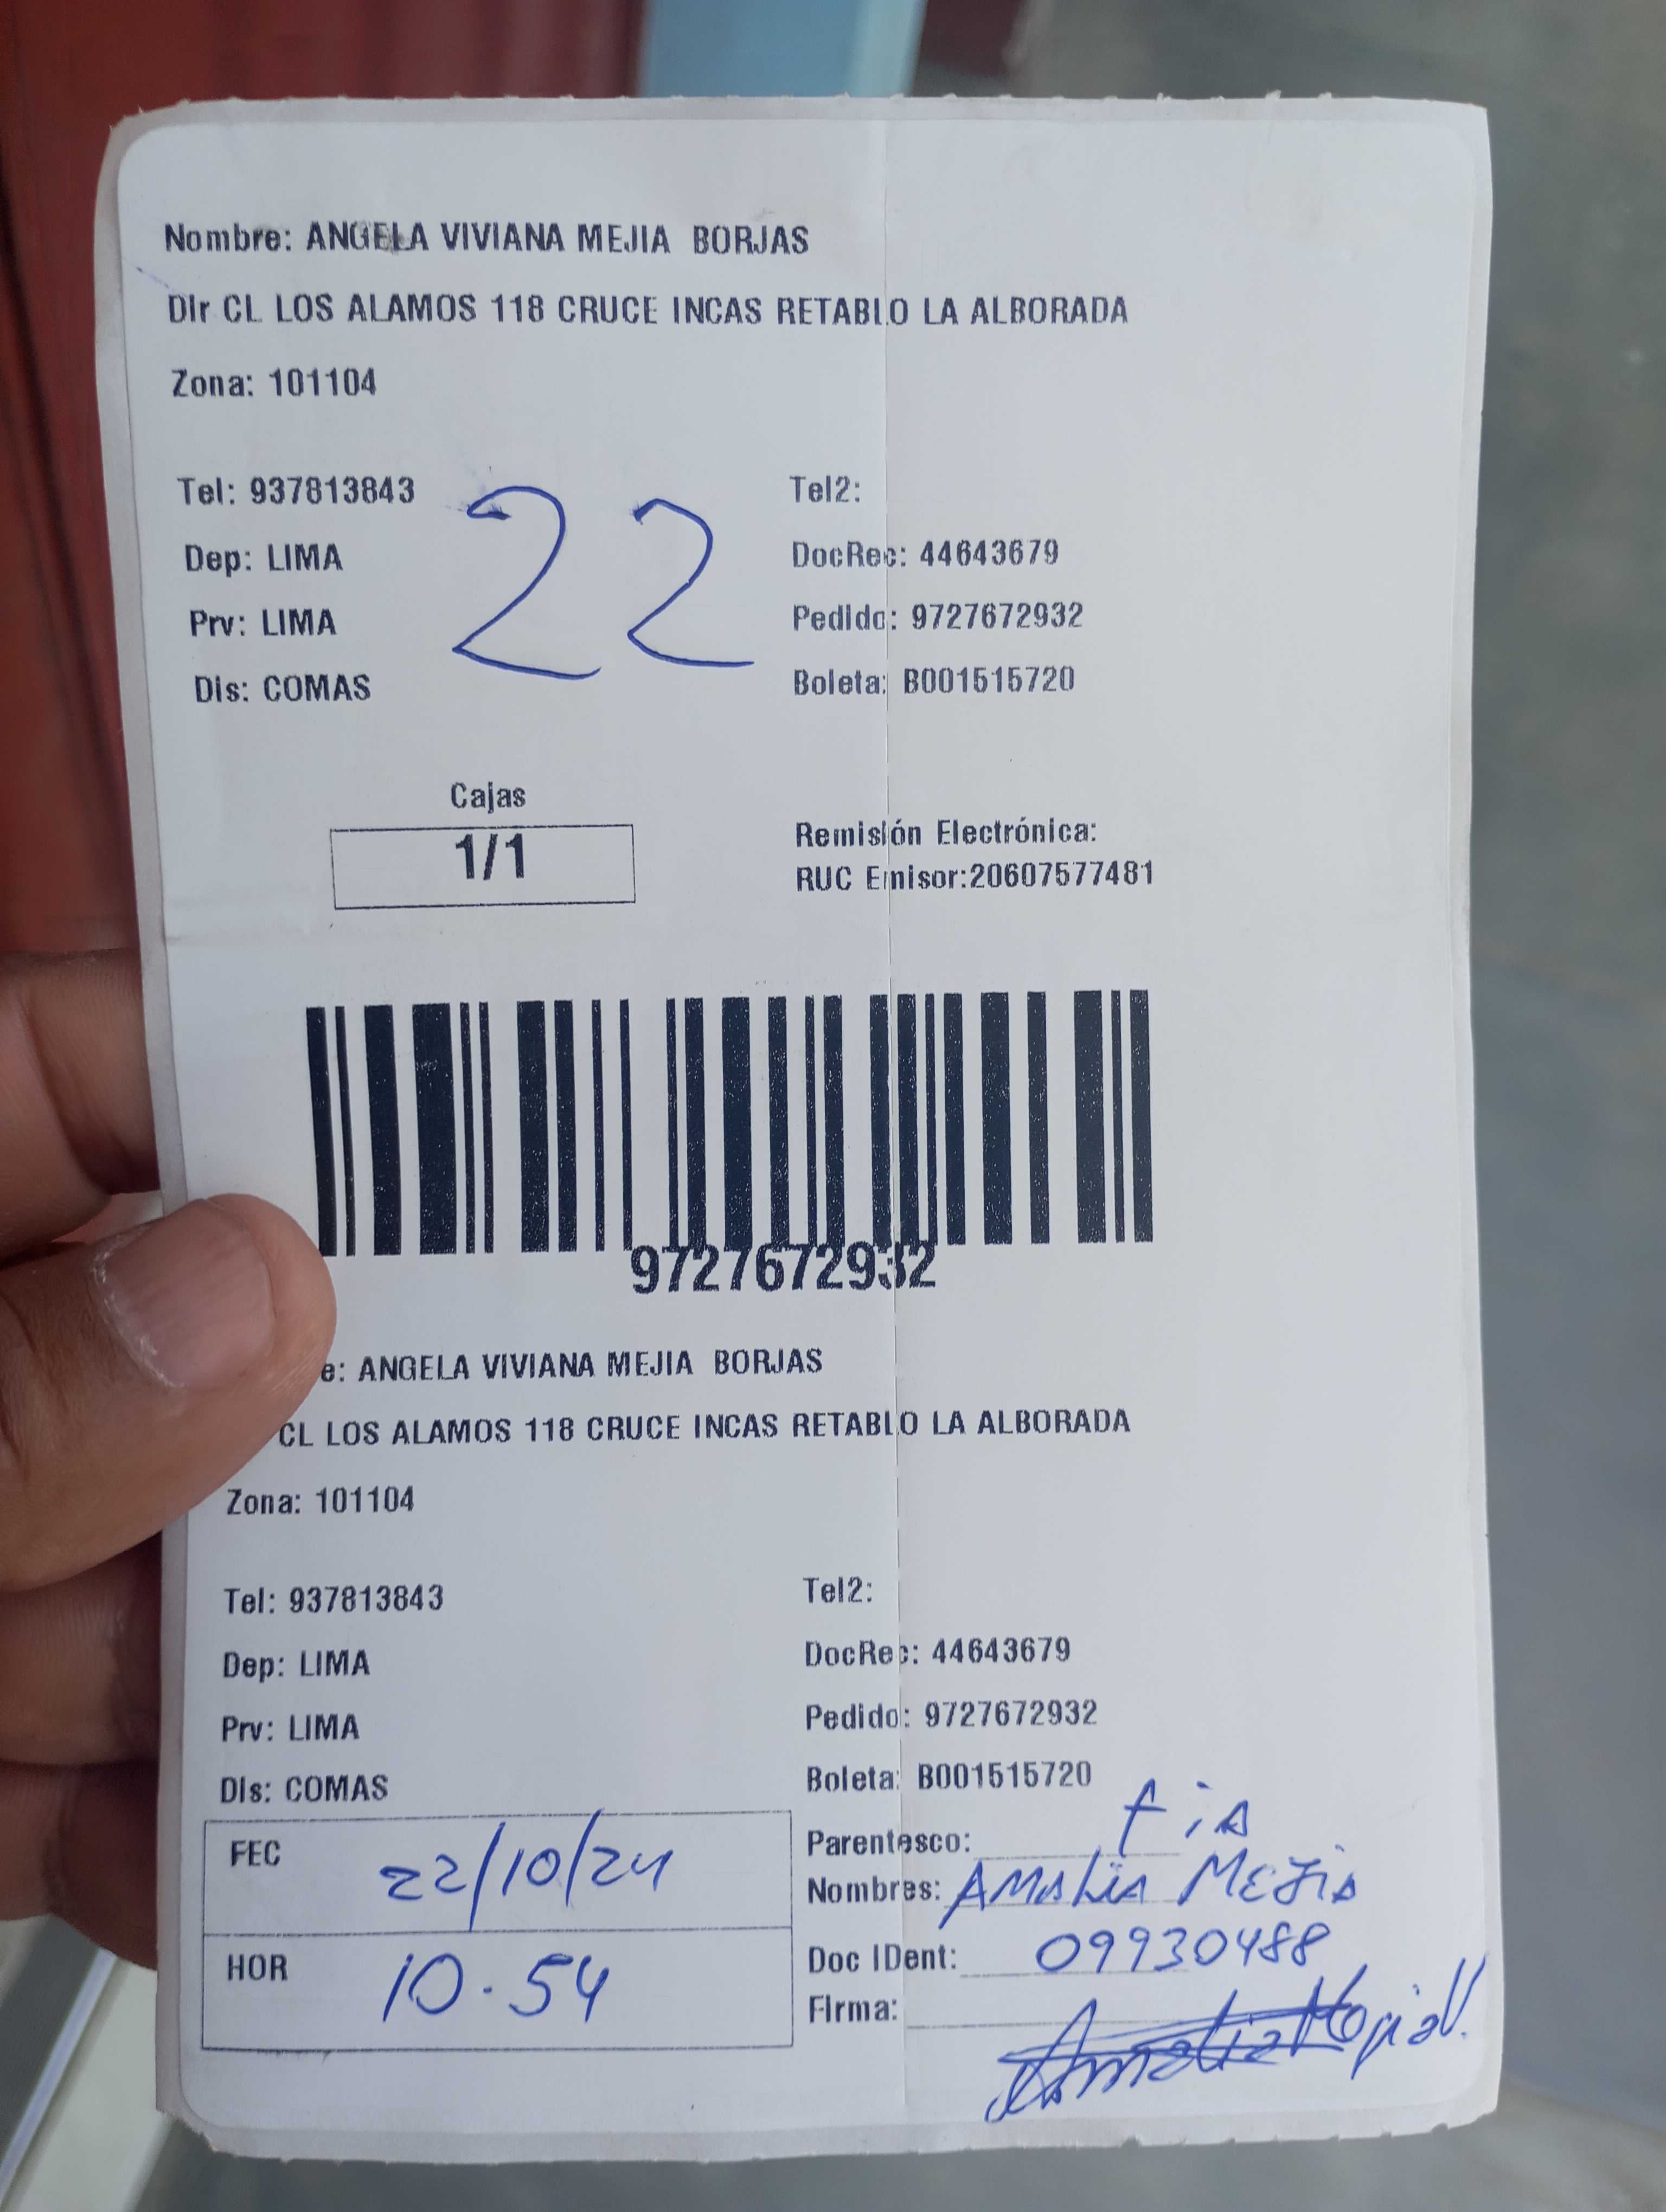 Nombre: ANGELA VIVIANA MEJIA BORJAS
Dir CL LOS ALAMOS 118 CRUCE INCAS RETABLO LA ALBORADA
Zona: 101104
Tel: 937813843
Tel2:
22
Dep: LIMA
DocRec: 44643679
Prv: LIMA
Pedido: 9727672932
Dis: COMAS
Boleta: B001515720
Cajas
1/1
Remisión Electrónica:
RUC Emisor:20607577481
9727672932
e: ANGELA VIVIANA MEJIA BORJAS
CL LOS ALAMOS 118 CRUCE INCAS RETABLO LA ALBORADA
Zona: 101104
Tel: 937813843
Tel2:
Dep: LIMA
DocRec: 44643679
Prv: LIMA
Pedido: 9727672932
Dis: COMAS
Boleta: B001515720
FEC 22/10/24
HOR 10.54
Parentesco: tia
Nombres: AMALIA MEJIA
Doc IDent: 09930488
Firma: Amalia Mejia V.